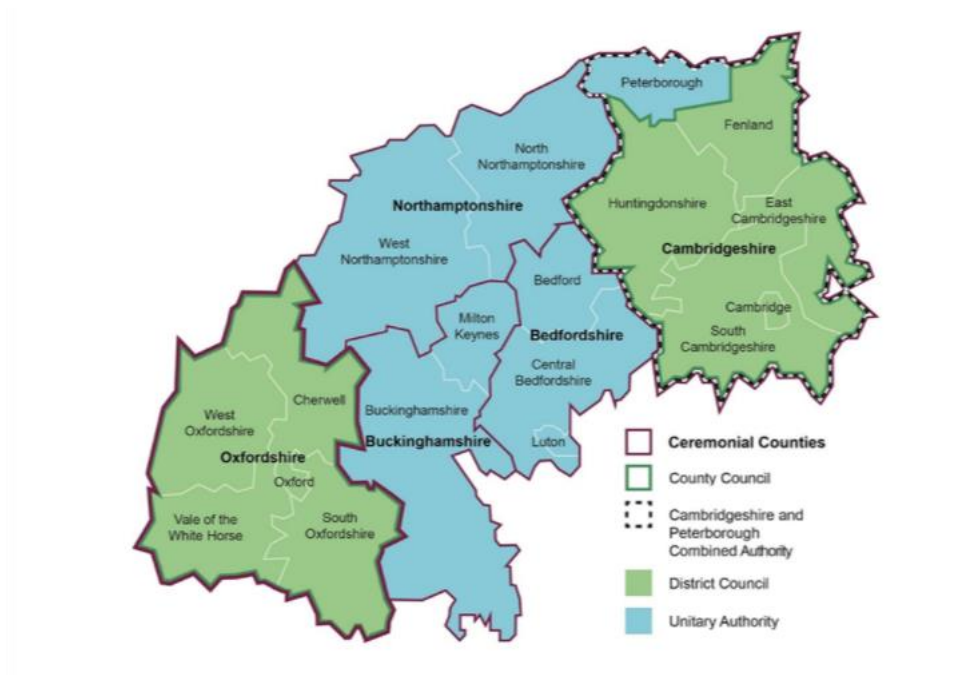 Peterborough
Fenland
North
Northamptonshire
Northamptonshire
Huntingdonshire
East
Cambridgeshire
West
Northamptonshire
Cambridgeshire
Bedford
Milton
Keynes
Bedfordshire
Cambridge
South
Cambridgeshire
Central
Bedfordshire
Cherwell
Buckinghamshire
West
Oxfordshire
Buckinghamshire
Luton
Oxfordshire
Oxford
Vale of the
White Horse
South
Oxfordshire
Ceremonial Counties
County Council
Cambridgeshire and
Peterborough
Combined Authority
District Council
Unitary Authority